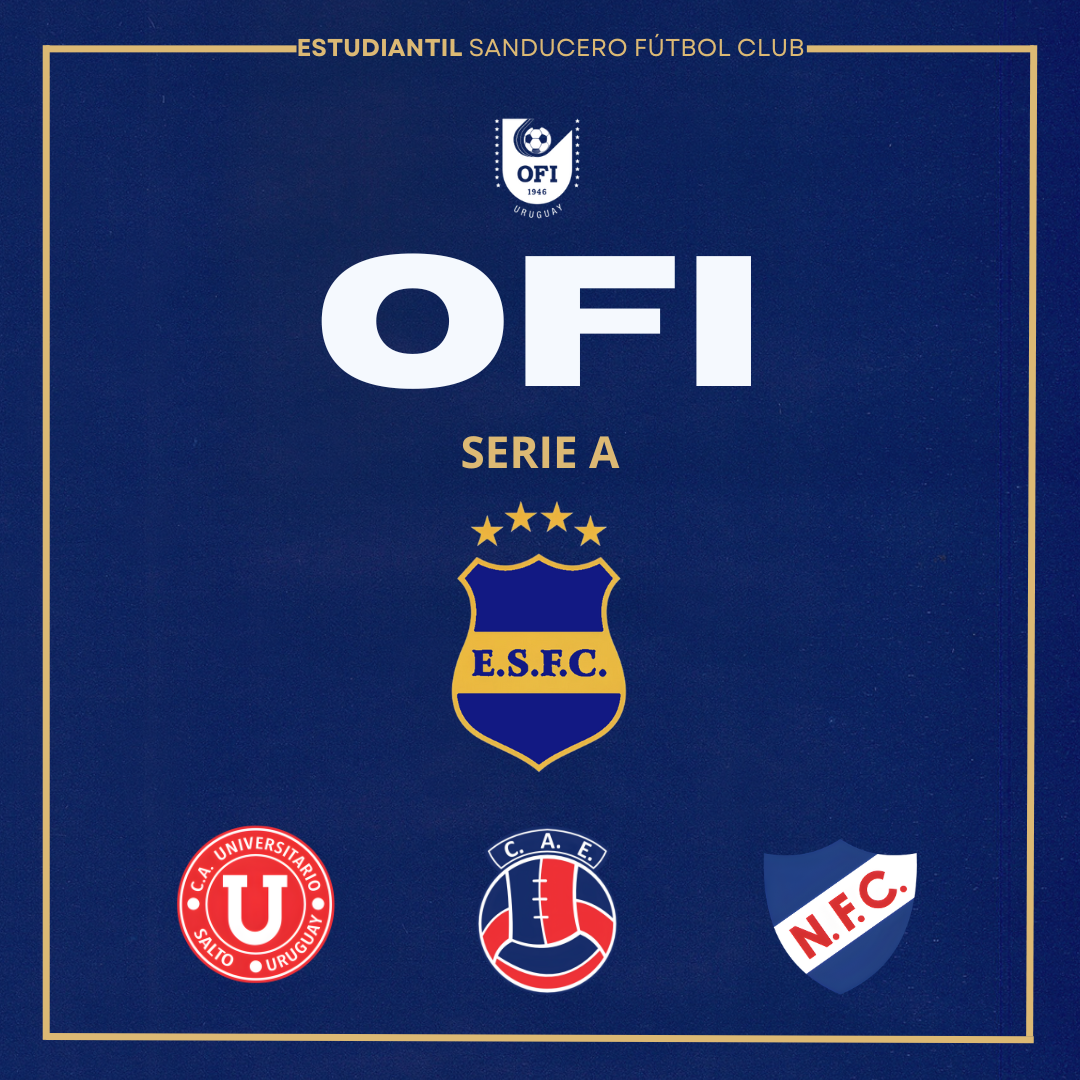 ESTUDIANTIL SANDUCERO FÚTBOL CLUB
OFI
1946
URUGUAY
OFI
SERIE A
E.S.F.C.
C.A. UNIVERSITARIO
U
SALTO
URUGUAY
C. A. E.
N.F.C.